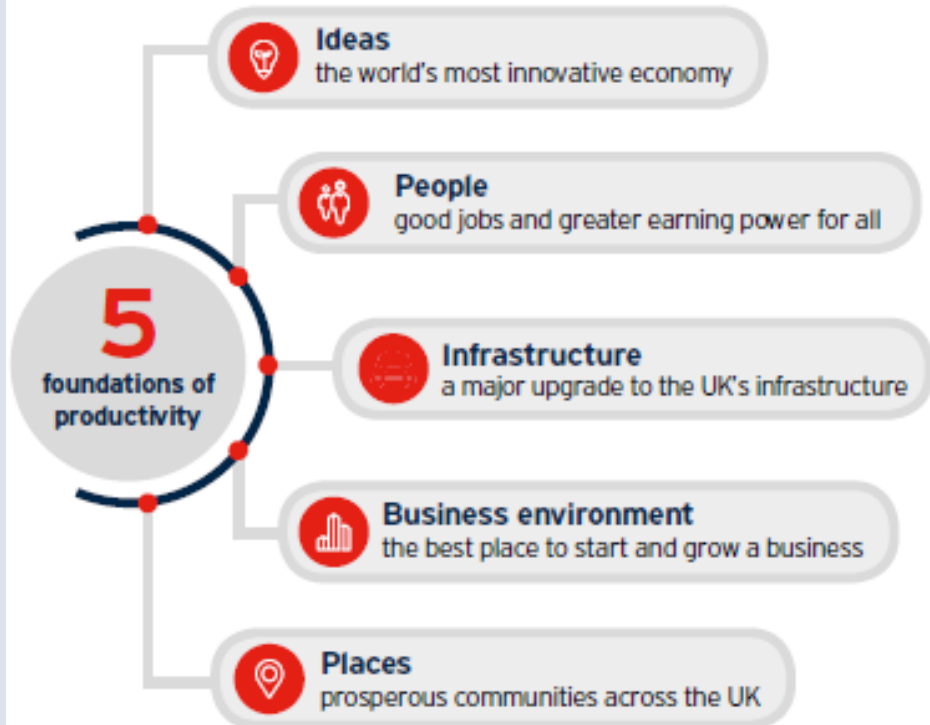 Ideas
the world's most innovative economy
People
good jobs and greater earning power for all
5
foundations of
productivity
Infrastructure
a major upgrade to the UK's infrastructure
Business environment
the best place to start and grow a business
Places
prosperous communities across the UK